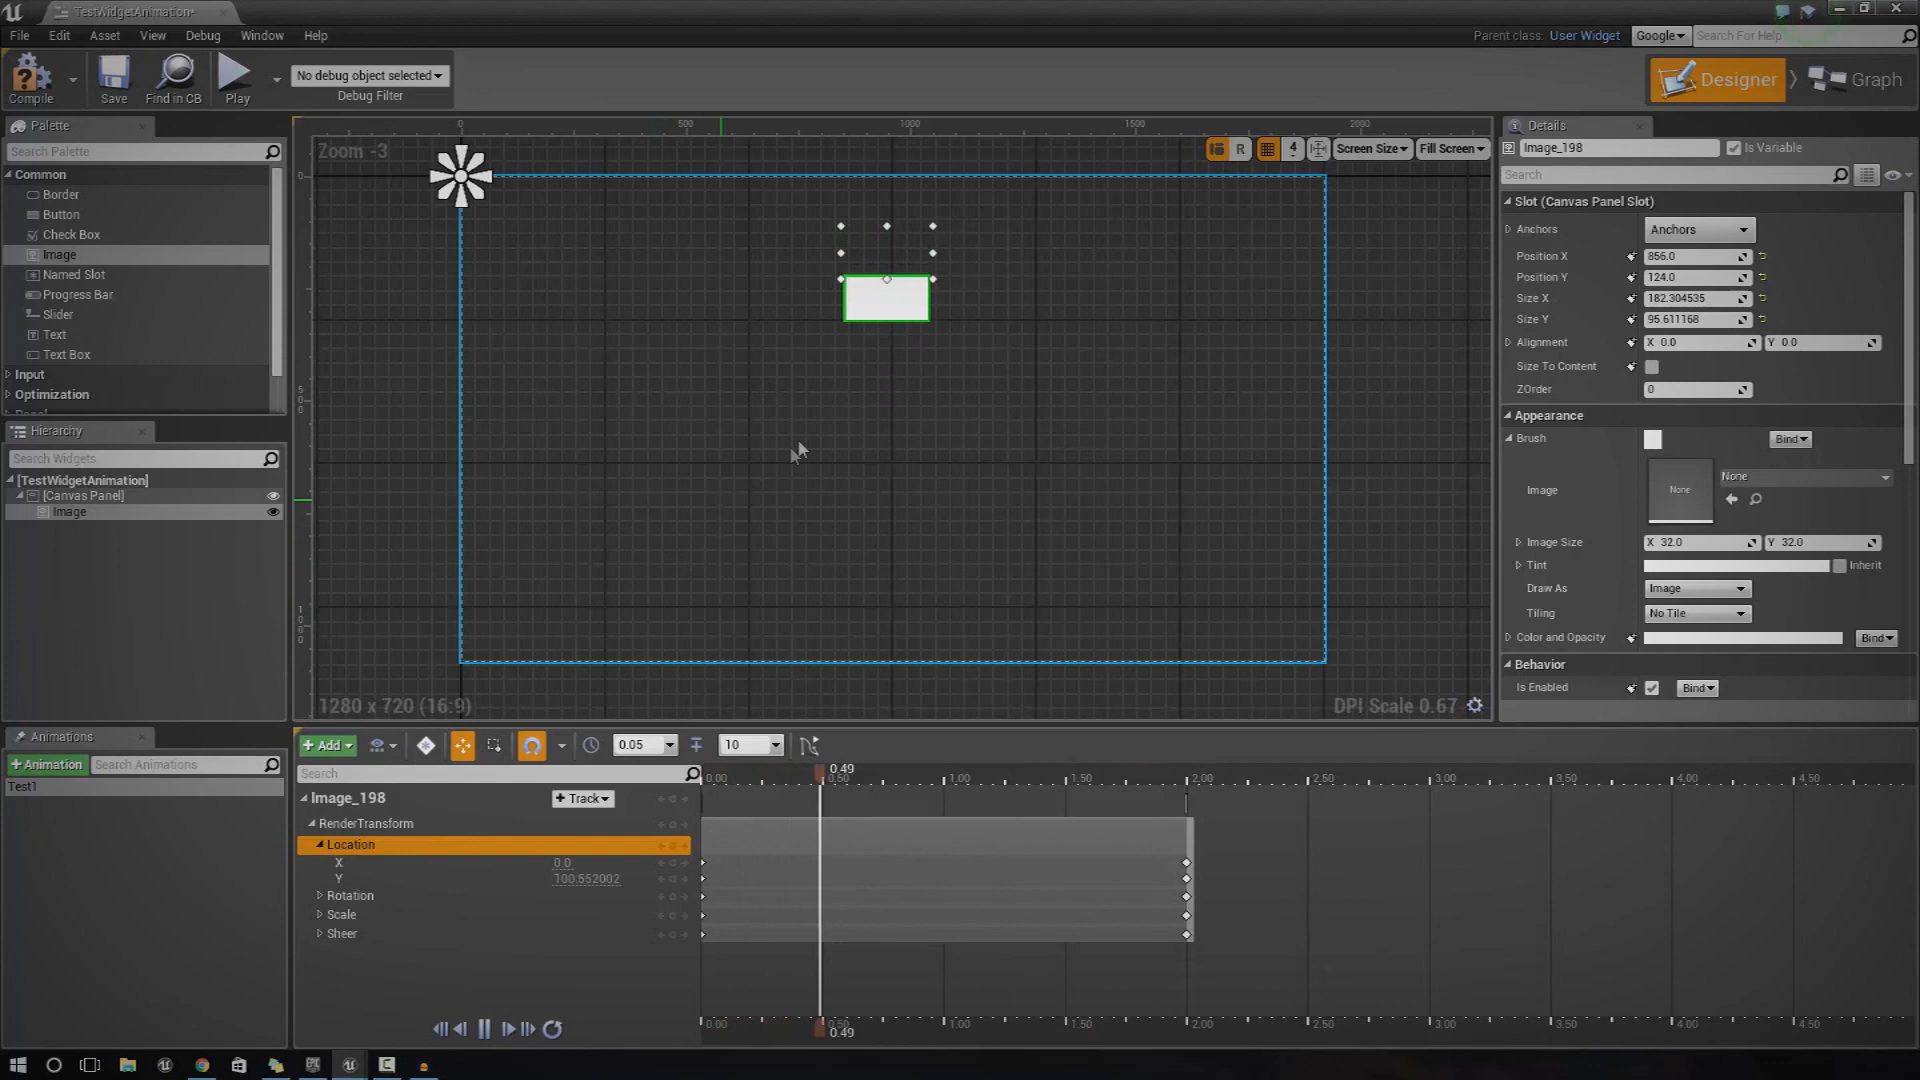 TestWidgetAnimation*
File Edit Asset View Debug Window Help
Parent class: User Widget Google Search For Help
Compile Save Find in CB Play
No debug object selected
Debug Filter
Designer Graph
Palette
Search Palette
Common
Border
Button
Check Box
Image
Named Slot
Progress Bar
Slider
Text
Text Box
Input
Optimization
Hierarchy
Search Widgets
[TestWidgetAnimation]
[Canvas Panel]
Image
0 500 1000 1500 2000
Zoom -3
R 4 Screen Size Fill Screen
0
500
1000
1280 x 720 (16:9)
DPI Scale 0.67
Details
Image_198 Is Variable
Search
Slot (Canvas Panel Slot)
Anchors Anchors
Position X 856.0
Position Y 124.0
Size X 182.304535
Size Y 95.611168
Alignment X 0.0 Y 0.0
Size To Content
ZOrder 0
Appearance
Brush Bind
Image None None
Image Size X 32.0 Y 32.0
Tint Inherit
Draw As Image
Tiling No Tile
Color and Opacity Bind
Behavior
Is Enabled Bind
Animations
+Animation Search Animations
Test1
+ Add 0.05 10
Search
0.49
0.00 0.50 1.00 1.50 2.00 2.50 3.00 3.50 4.00 4.50
Image_198 + Track
RenderTransform
Location
X 0.0
Y 100.552002
Rotation
Scale
Sheer
0.00 0.50 1.00 1.50 2.00 2.50 3.00 3.50 4.00 4.50
0.49